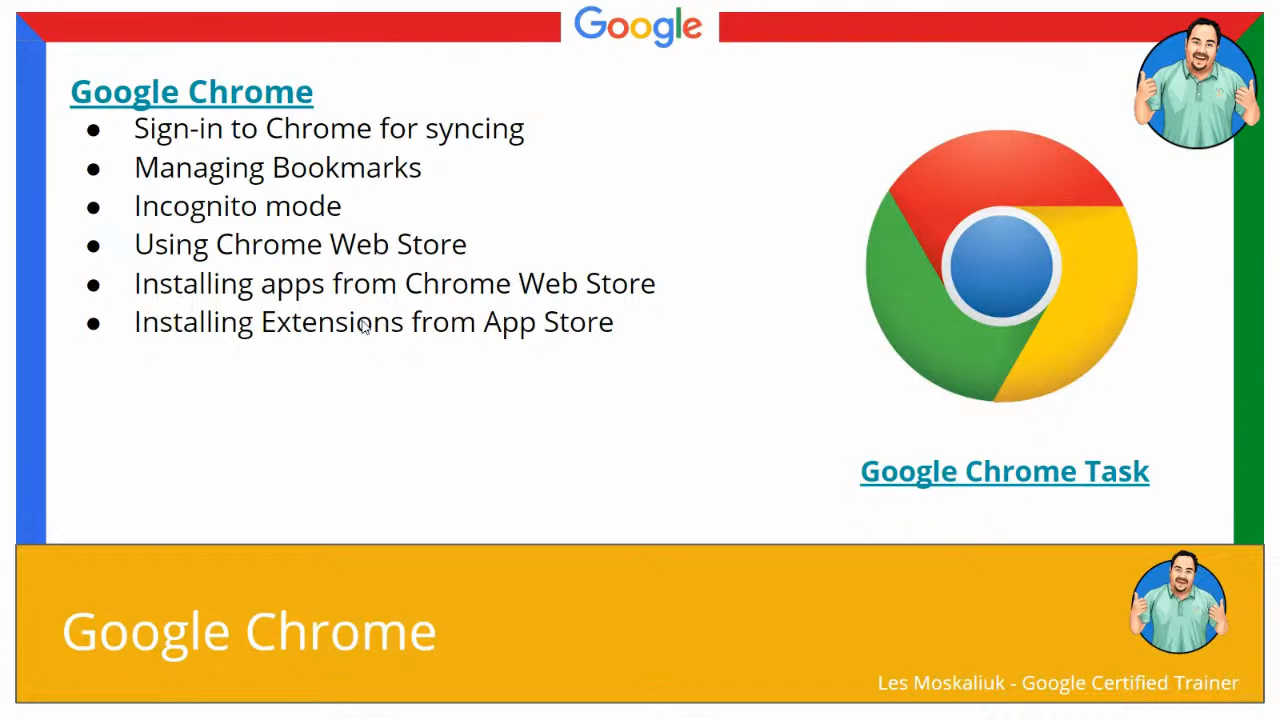 Google
Google Chrome
● Sign-in to Chrome for syncing
● Managing Bookmarks
● Incognito mode
● Using Chrome Web Store
● Installing apps from Chrome Web Store
● Installing Extensions from App Store
Google Chrome Task
Google Chrome
Les Moskaliuk - Google Certified Trainer